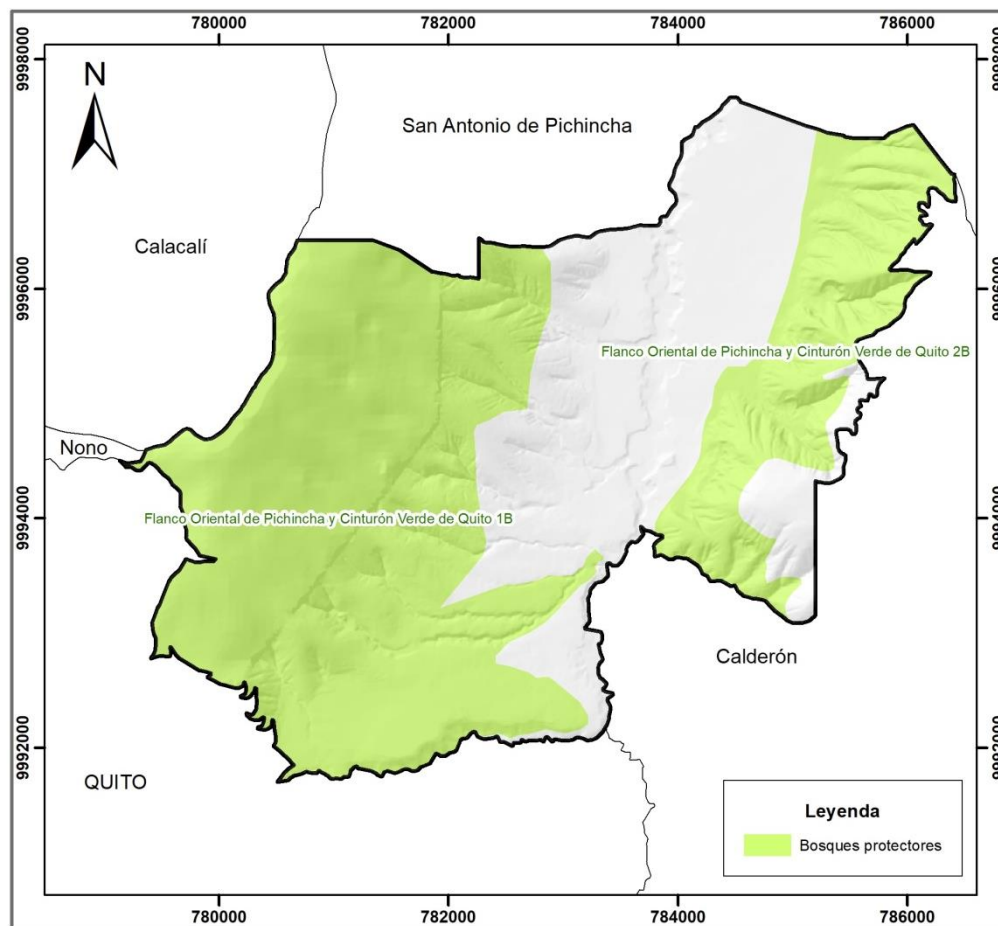 780000
782000
784000
786000
9998000
9998000
N
San Antonio de Pichincha
Calacalí
9996000
9996000
Flanco Oriental de Pichincha y Cinturón Verde de Quito 2B
Nono
9994000
9994000
Flanco Oriental de Pichincha y Cinturón Verde de Quito 1B
Calderón
9992000
9992000
QUITO
Leyenda
Bosques protectores
780000
782000
784000
786000